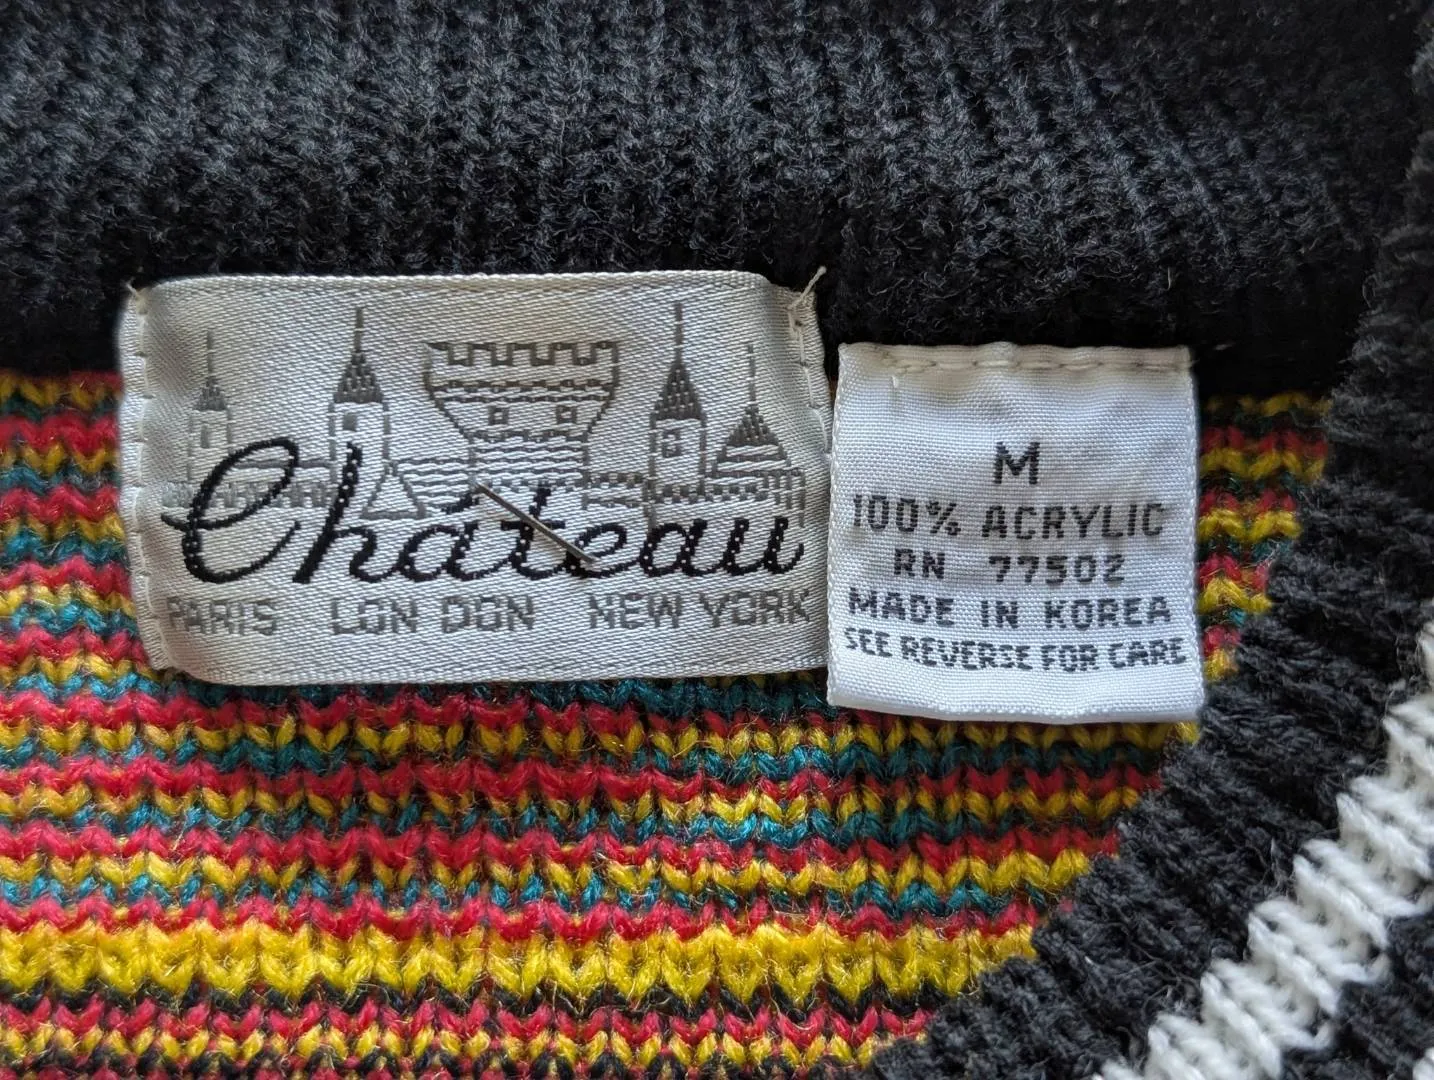 Château
PARIS LONDON NEW YORK
M
100% ACRYLIC
RN 77502
MADE IN KOREA
SEE REVERSE FOR CARE